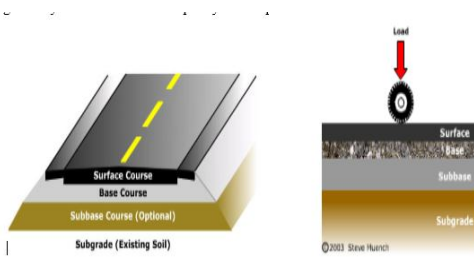 Surface Course
Base Course
Subbase Course (Optional)
Subgrade (Existing Soil)
Load
Surface
Base
Subbase
Subgrade
©2003 Steve Muench